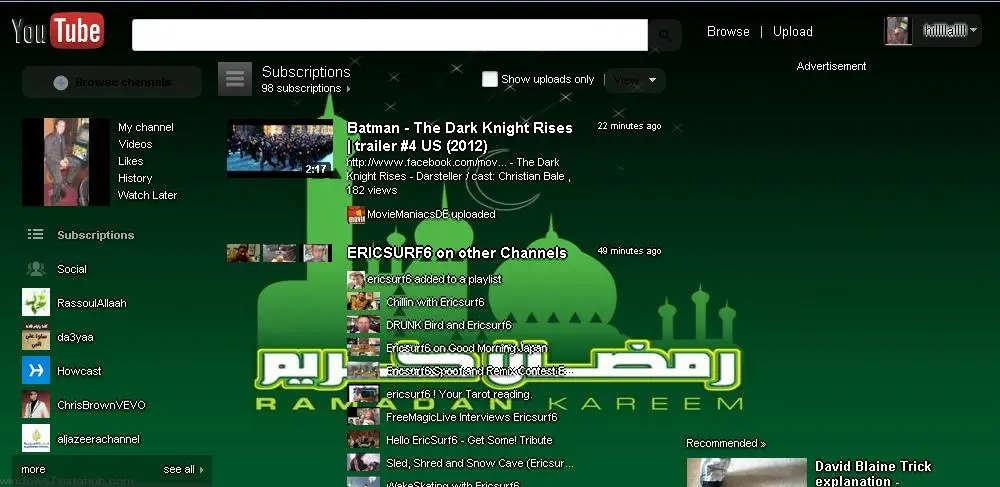 YouTube
Browse | Upload
hillllallll
Browse channels
Subscriptions
98 subscriptions
Show uploads only | View
Advertisement
My channel
Videos
Likes
History
Watch Later
Subscriptions
Social
RassoulAllaah
da3yaa
Howcast
ChrisBrownVEVO
aljazeerachannel
more see all
windows7vistahub.com
Batman - The Dark Knight Rises
| trailer #4 US (2012)
22 minutes ago
http://www.facebook.com/mov... - The Dark
Knight Rises - Darsteller / cast: Christian Bale ,
182 views
2:17
MovieManiacsDE uploaded
ERICSURF6 on other Channels
49 minutes ago
ericsurf6 added to a playlist
Chillin with Ericsurf6
DRUNK Bird and Ericsurf6
Ericsurf6 on Good Morning Japan
Ericsurf6 Spoof and Remix Contest E...
ericsurf6 ! Your Tarot reading.
FreeMagicLive Interviews Ericsurf6
Hello EricSurf6 - Get Some! Tribute
Sled, Shred and Snow Cave (Ericsur...
WakeSkating with Ericsurf6
رمضان كريم
RAMADAN KAREEM
Recommended »
David Blaine Trick
explanation -